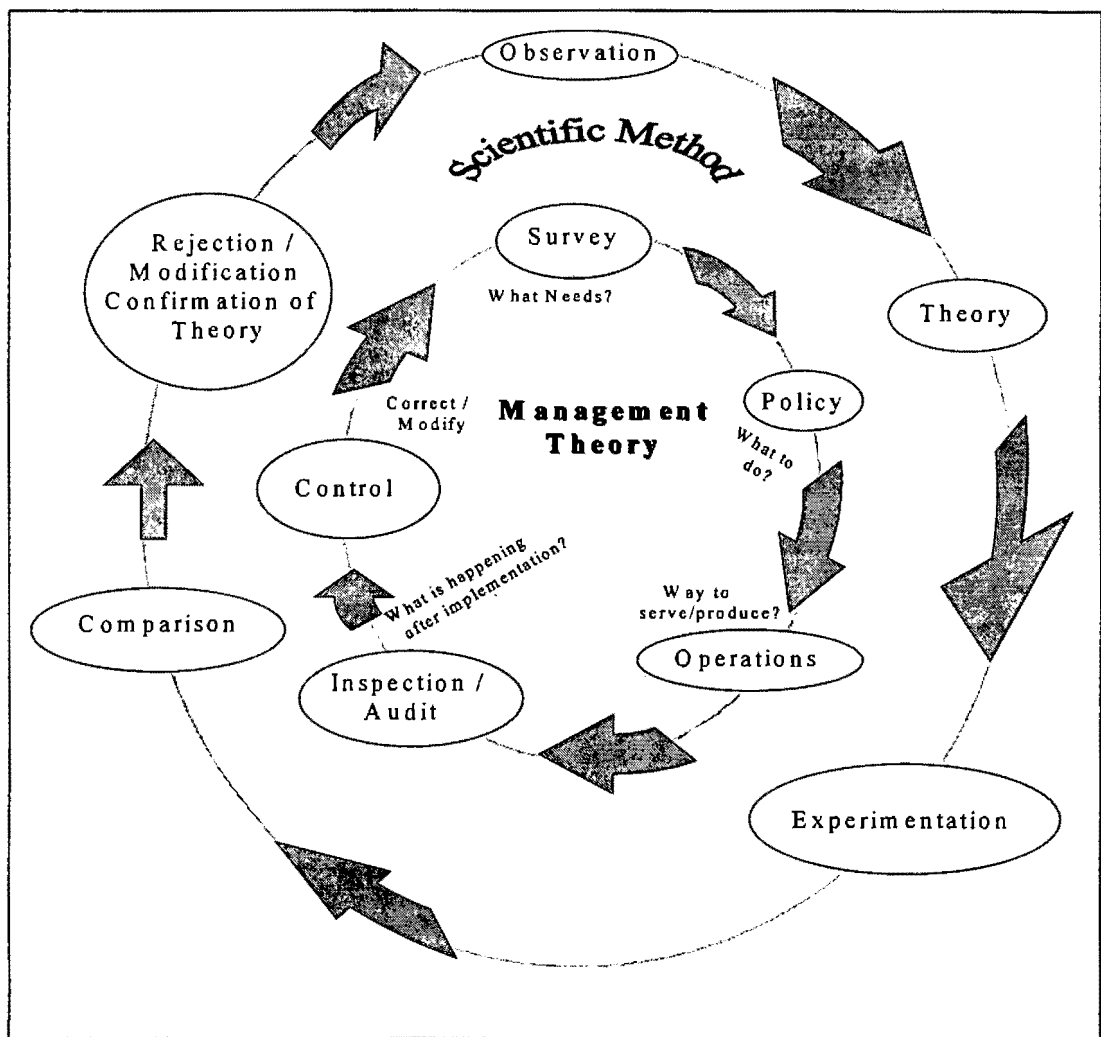 Observation
Scientific Method
Rejection /
Modification
Confirmation of
Theory
Survey
What Needs?
Theory
Correct /
Modify
Management
Theory
Policy
What to
do?
Control
What is happening
after implementation?
Way to
serve/produce?
Comparison
Operations
Inspection /
Audit
Experimentation